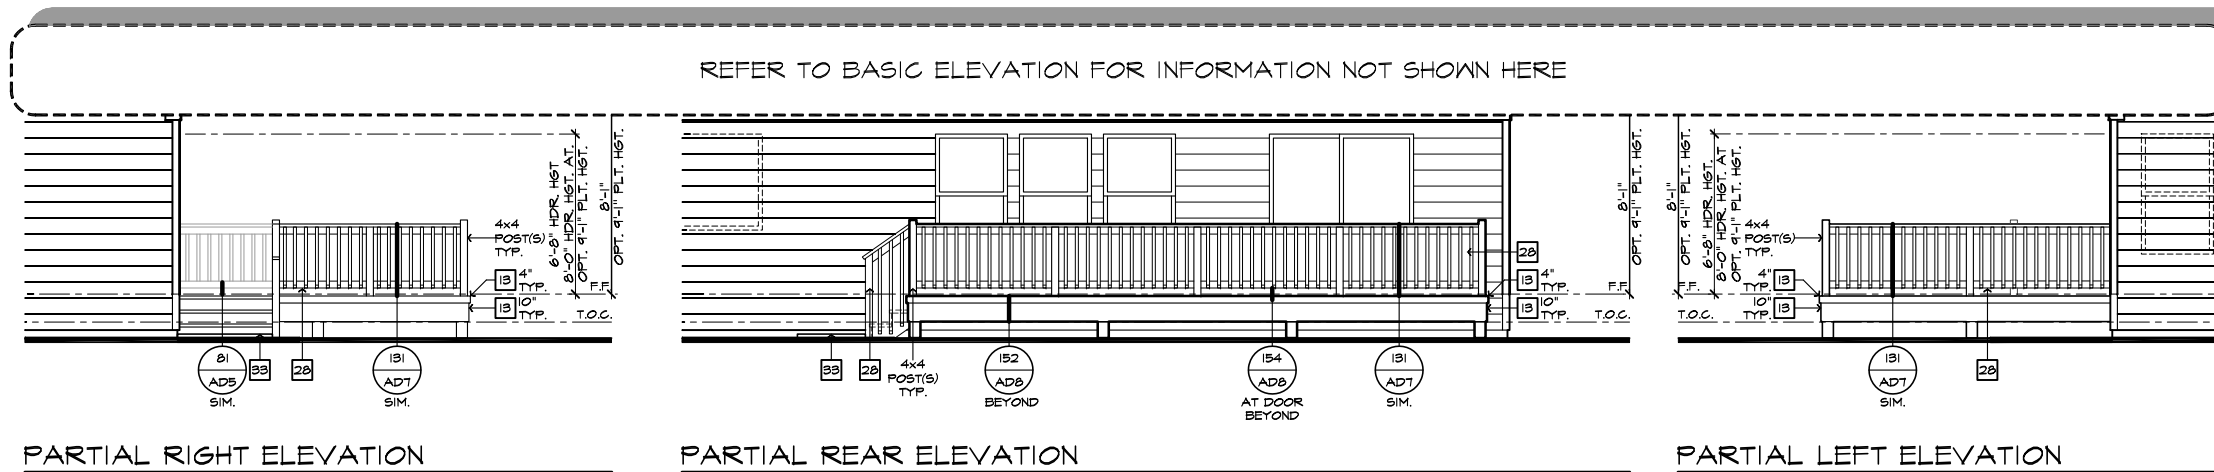 REFER TO BASIC ELEVATION FOR INFORMATION NOT SHOWN HERE
6'-8" HDR. HGT
8'-0" HDR. HGT. AT.
OPT. 9'-1" PLT. HGT.
8'-1"
OPT. 9'-1" PLT. HGT.
4x4
POST(S)
TYP.
13 4"
TYP.
13 10"
TYP.
F.F.
T.O.C.
81
AD5
SIM.
33
28
131
AD7
SIM.
PARTIAL RIGHT ELEVATION
8'-1"
OPT. 9'-1" PLT. HGT.
28
13 4"
TYP.
13 10"
TYP.
F.F.
T.O.C.
33
28
4x4
POST(S)
TYP.
152
AD8
BEYOND
154
AD8
AT DOOR
BEYOND
131
AD7
SIM.
PARTIAL REAR ELEVATION
8'-1"
OPT. 9'-1" PLT. HGT.
6'-8" HDR. HGT
8'-0" HDR. HGT. AT
OPT. 9'-1" PLT. HGT.
4x4
POST(S)
TYP.
4" 13
TYP.
10" 13
TYP.
F.F.
T.O.C.
131
AD7
SIM.
28
PARTIAL LEFT ELEVATION